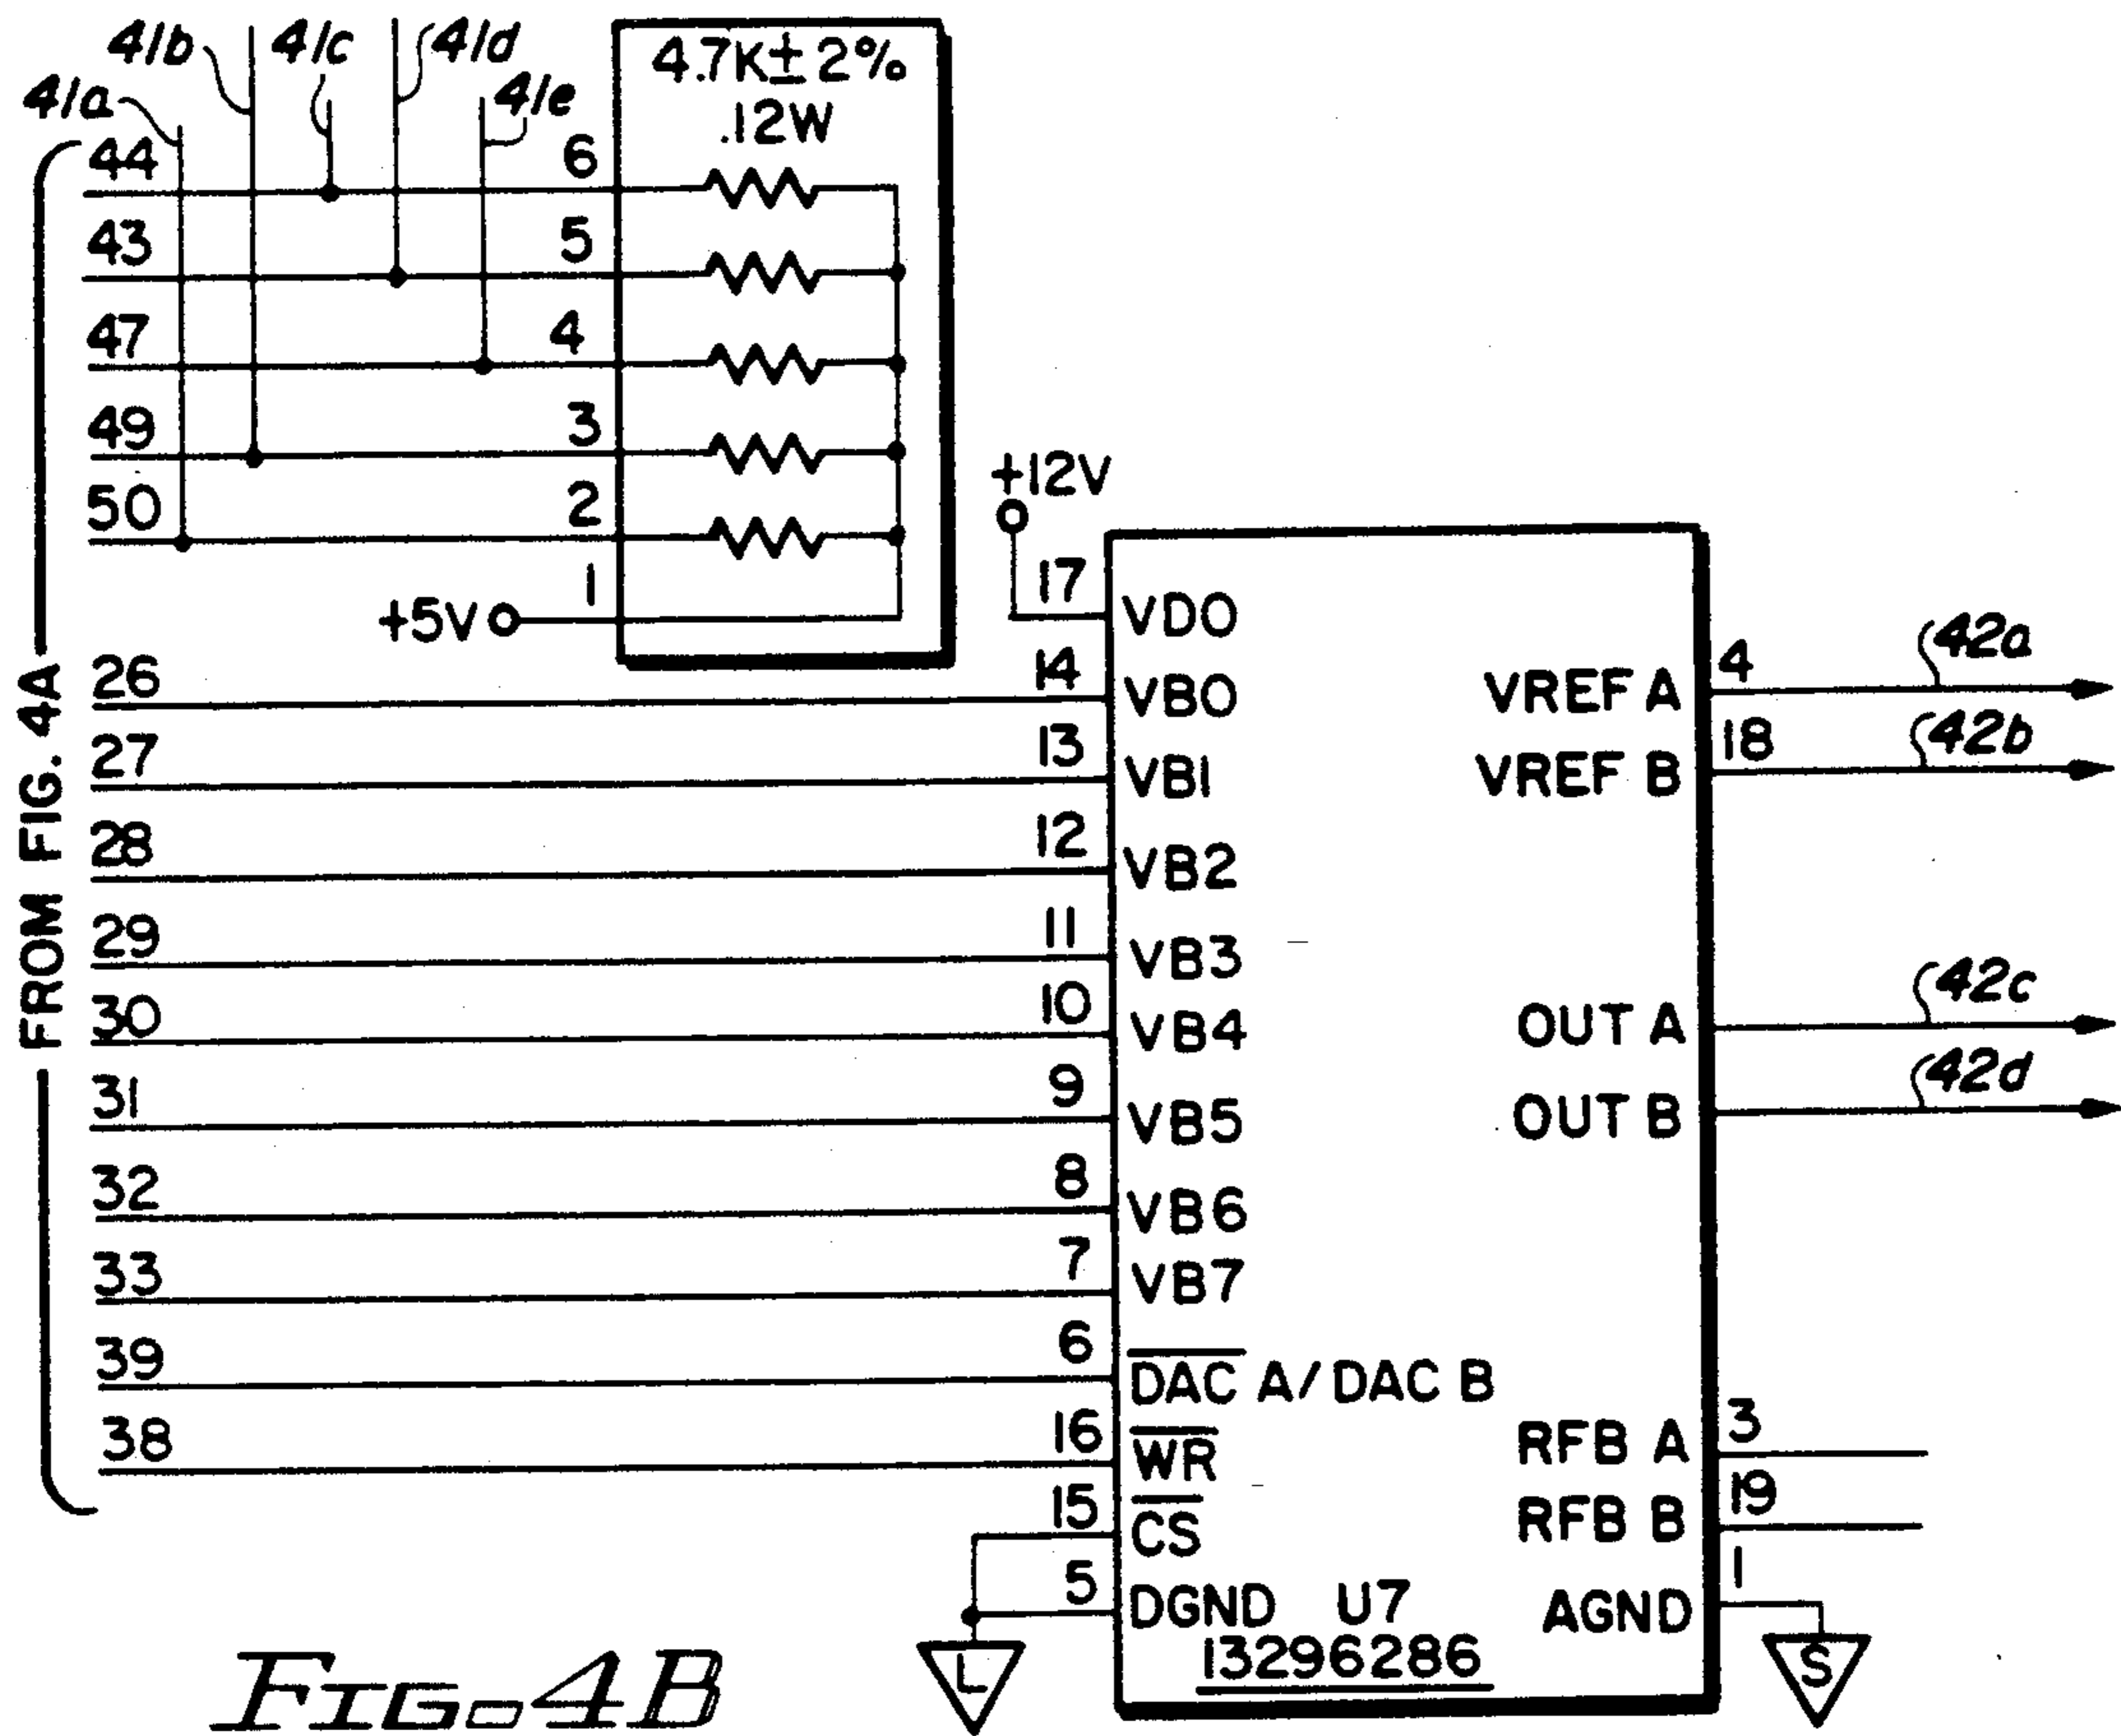 41b 41c 41d
41a 41e
4.7K± 2%
.12W
44 6
43 5
47 4
49 3
50 2
+5V 1
FROM FIG. 4A
+12V
17 VDO
26 14 VB0
27 13 VB1
28 12 VB2
29 11 VB3
30 10 VB4
31 9 VB5
32 8 VB6
33 7 VB7
39 6 DAC A/DAC B
38 16 WR
15 CS
5 DGND
L
VREF A 4 42a
VREF B 18 42b
OUT A 42c
OUT B 42d
RFB A 3
RFB B 19
AGND 1
S
U7
13296286
FIG. 4B